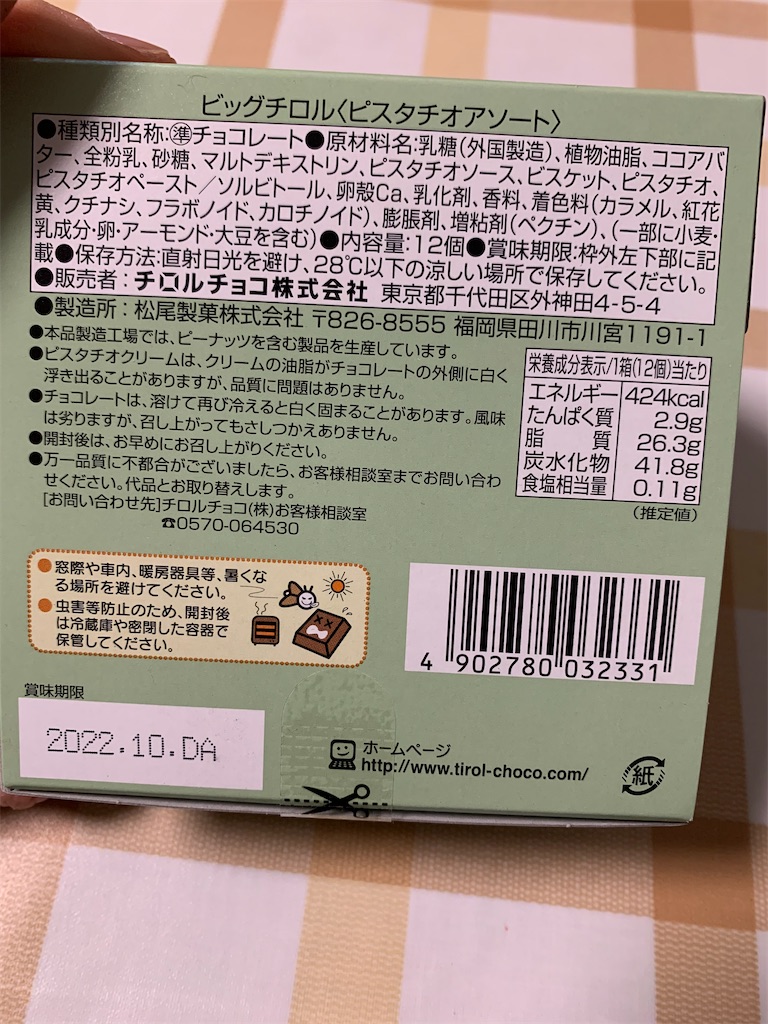 ビッグチロル〈ピスタチオアソート〉
●種類別名称:㊜チョコレート●原材料名:乳糖(外国製造)、植物油脂、ココアバ
ター、全粉乳、砂糖、マルトデキストリン、ピスタチオソース、ビスケット、ピスタチオ、
ピスタチオペースト/ソルビトール、卵殻Ca、乳化剤、香料、着色料(カラメル、紅花
黄、クチナシ、フラボノイド、カロチノイド)、膨脹剤、増粘剤(ペクチン)、(一部に小麦・
乳成分・卵・アーモンド・大豆を含む)●内容量:12個●賞味期限:枠外左下部に記
載●保存方法:直射日光を避け、28℃以下の涼しい場所で保存してください。
●販売者:チロルチョコ株式会社 東京都千代田区外神田4-5-4
●製造所:松尾製菓株式会社 〒826-8555 福岡県田川市川宮1191-1
●本品製造工場では、ピーナッツを含む製品を生産しています。
●ピスタチオクリームは、クリームの油脂がチョコレートの外側に白く
浮き出ることがありますが、品質に問題はありません。
●チョコレートは、溶けて再び冷えると白く固まることがあります。風味
は劣りますが、召し上がってもさしつかえありません。
●開封後は、お早めにお召し上がりください。
●万一品質に不都合がございましたら、お客様相談室までお問い合わ
せください。代品とお取り替えします。
[お問い合わせ先]チロルチョコ(株)お客様相談室
☎0570-064530
栄養成分表示/1箱(12個)当たり
エネルギー 424kcal
たんぱく質 2.9g
脂質 26.3g
炭水化物 41.8g
食塩相当量 0.11g
(推定値)
●窓際や車内、暖房器具等、暑くな
る場所を避けてください。
●虫害等防止のため、開封後
は冷蔵庫や密閉した容器で
保管してください。
4 902780 032331
賞味期限
2022.10.DA
ホームページ
http://www.tirol-choco.com/
紙